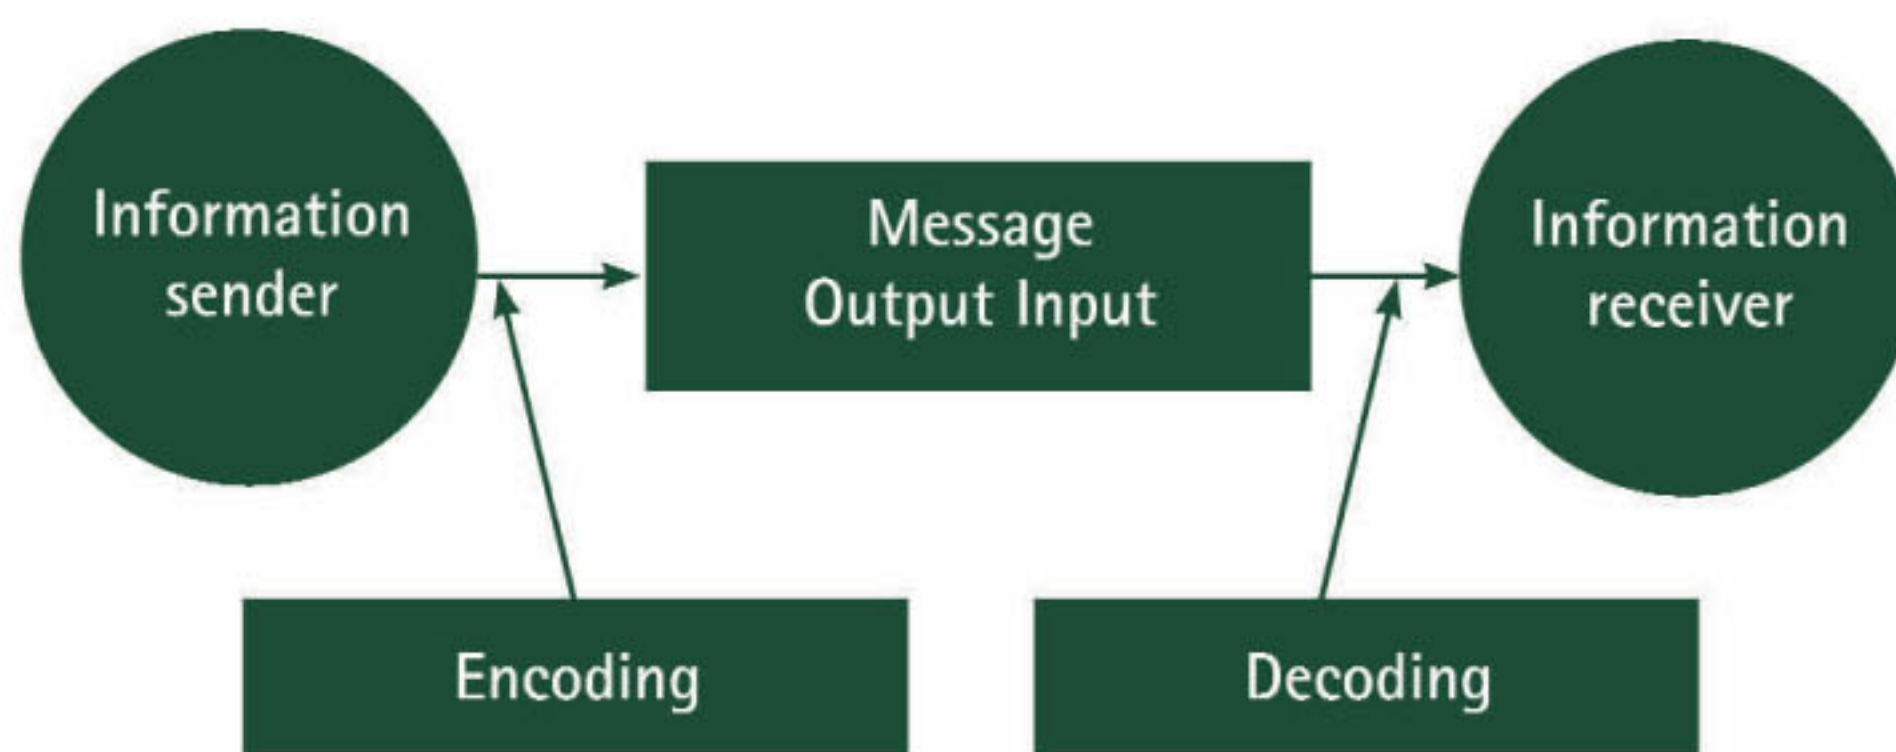 Information
sender
Message
Output Input
Information
receiver
Encoding
Decoding